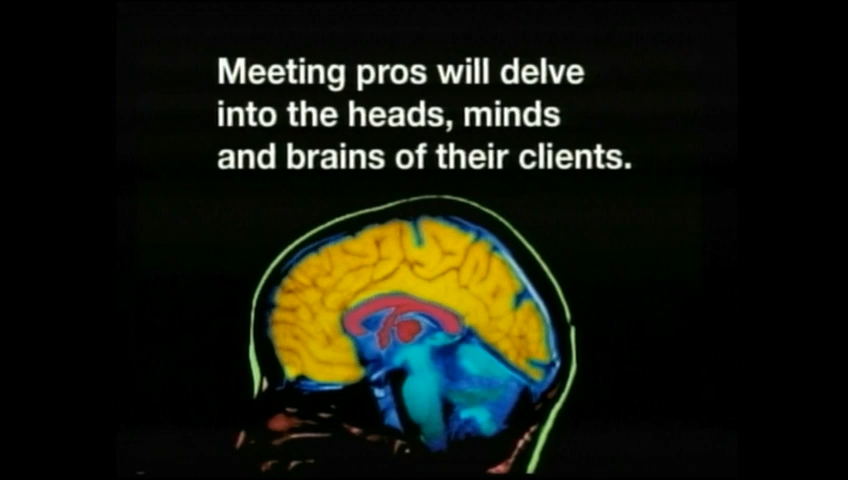 Meeting pros will delve
into the heads, minds
and brains of their clients.